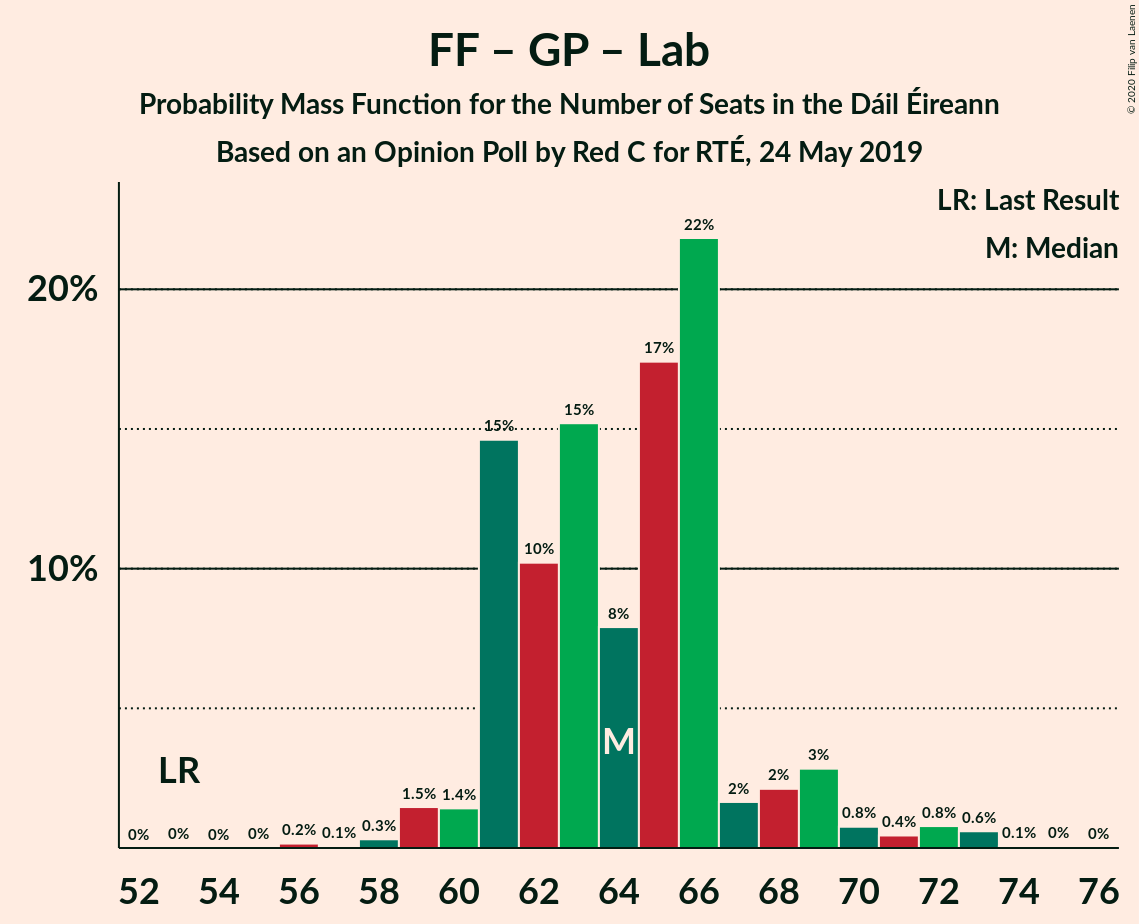 FF – GP – Lab
Probability Mass Function for the Number of Seats in the Dáil Éireann
Based on an Opinion Poll by Red C for RTÉ, 24 May 2019
© 2020 Filip van Laenen
LR: Last Result
M: Median
20%
10%
0% 0% 0% 0% 0.2% 0.1% 0.3% 1.5% 1.4% 15% 10% 15% 8% 17% 22% 2% 2% 3% 0.8% 0.4% 0.8% 0.6% 0.1% 0% 0%
LR
M
52 54 56 58 60 62 64 66 68 70 72 74 76